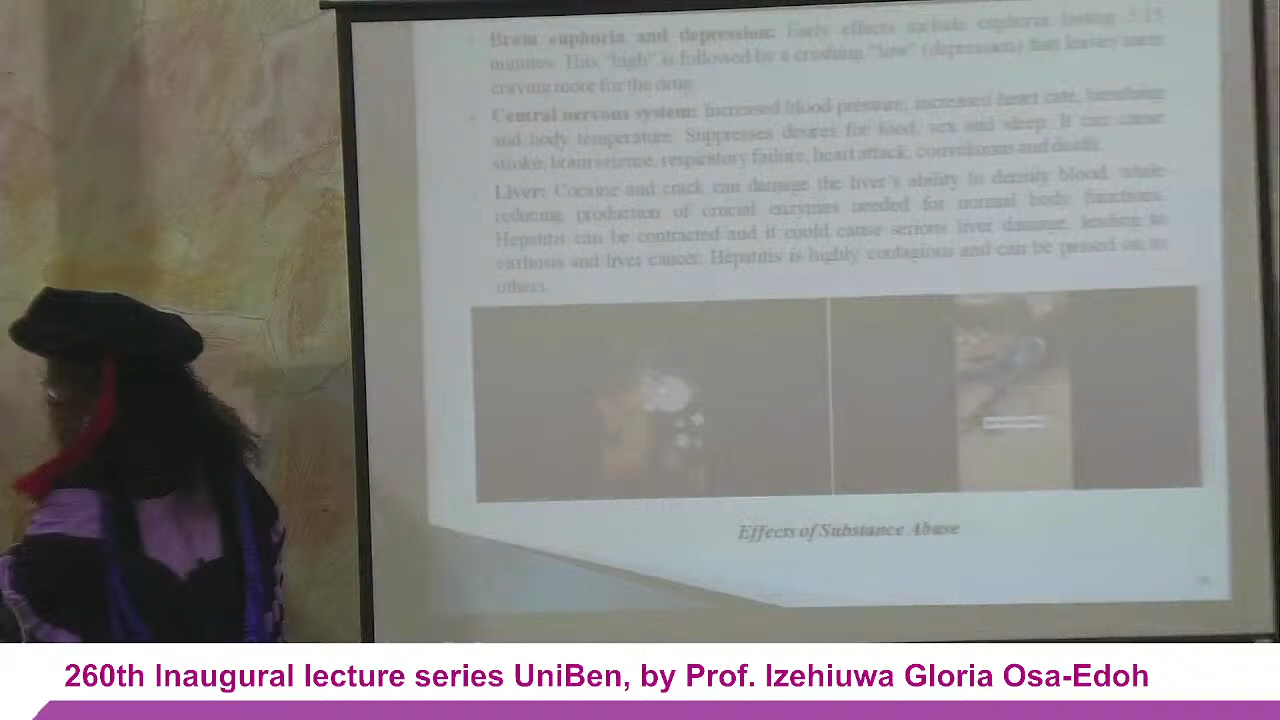 Brain euphoria and depression: Early effects include euphoria lasting 5-15
minutes. This "high" is followed by a crushing "low" (depression) that leaves users
craving more for the drug.
Central nervous system: Increased blood pressure, increased heart rate, breathing
and body temperature. Suppresses desires for food, sex and sleep. It can cause
stroke, brain seizure, respiratory failure, heart attack, convulsions and death.
Liver: Cocaine and crack can damage the liver's ability to density blood, while
reducing production of crucial enzymes needed for normal body functions.
Hepatitis can be contracted and it could cause serious liver damage, leading to
cirrhosis and liver cancer. Hepatitis is highly contagious and can be passed on to
others.
Effects of Substance Abuse
260th Inaugural lecture series UniBen, by Prof. Izehiuwa Gloria Osa-Edoh